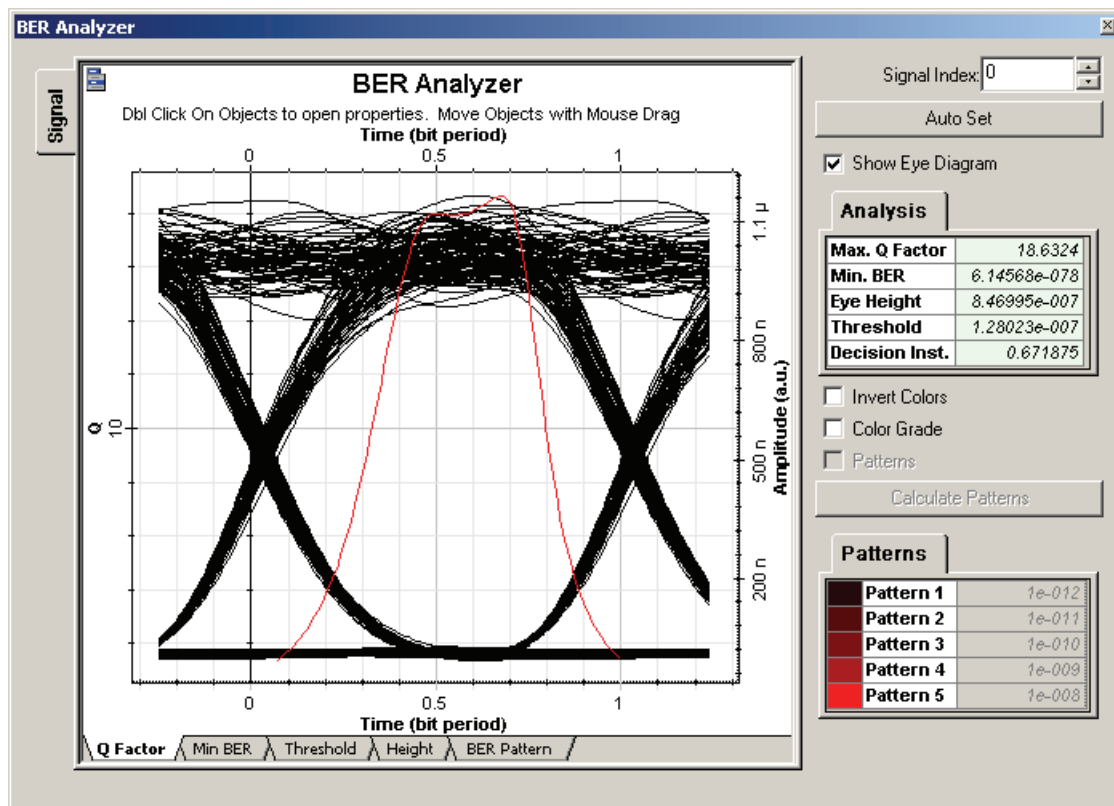 BER Analyzer
Signal
BER Analyzer
Dbl Click On Objects to open properties. Move Objects with Mouse Drag
Time (bit period)
0 0.5 1
Q
10
1.1 µ
800 n
500 n
200 n
Amplitude (a.u.)
0 0.5 1
Time (bit period)
Q Factor Min BER Threshold Height BER Pattern
Signal Index: 0
Auto Set
Show Eye Diagram
Analysis
Max. Q Factor 18.6324
Min. BER 6.14568e-078
Eye Height 8.46995e-007
Threshold 1.28023e-007
Decision Inst. 0.671875
Invert Colors
Color Grade
Patterns
Calculate Patterns
Patterns
Pattern 1 1e-012
Pattern 2 1e-011
Pattern 3 1e-010
Pattern 4 1e-009
Pattern 5 1e-008